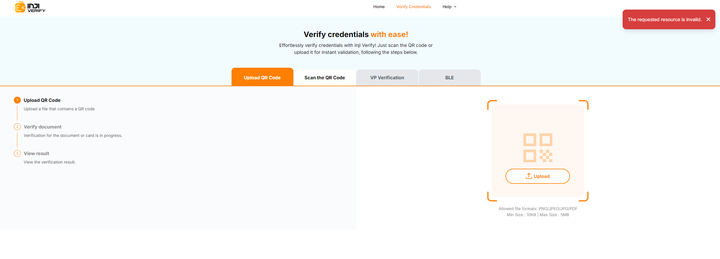 INJI
VERIFY
Home
Verify Credentials
Help
The requested resource is invalid.
Verify credentials with ease!
Effortlessly verify credentials with Inji Verify! Just scan the QR code or
upload it for instant validation, following the steps below.
Upload QR Code
Scan the QR Code
VP Verification
BLE
1
Upload QR Code
Upload a file that contains a QR code
2
Verify document
Verification for the document or card is in progress.
3
View result
View the verification result.
Upload
Allowed file formats: PNG/JPEG/JPG/PDF
Min Size : 10KB | Max Size : 5MB